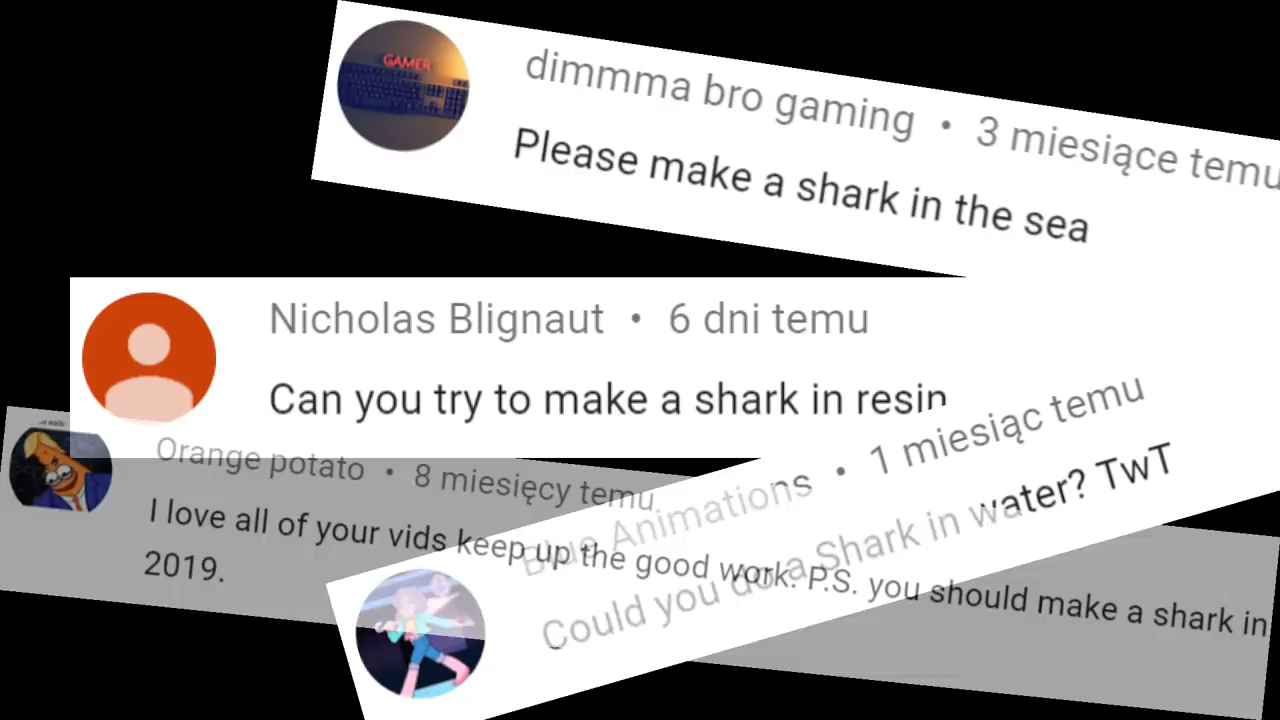 GAMER
dimmma bro gaming • 3 miesiące temu
Please make a shark in the sea
Nicholas Blignaut • 6 dni temu
Can you try to make a shark in resin
Orange potato • 8 miesięcy temu
I love all of your vids keep up the good work. P.S. you should make a shark in
2019.
Blue Animations • 1 miesiąc temu
Could you do a Shark in water? TwT